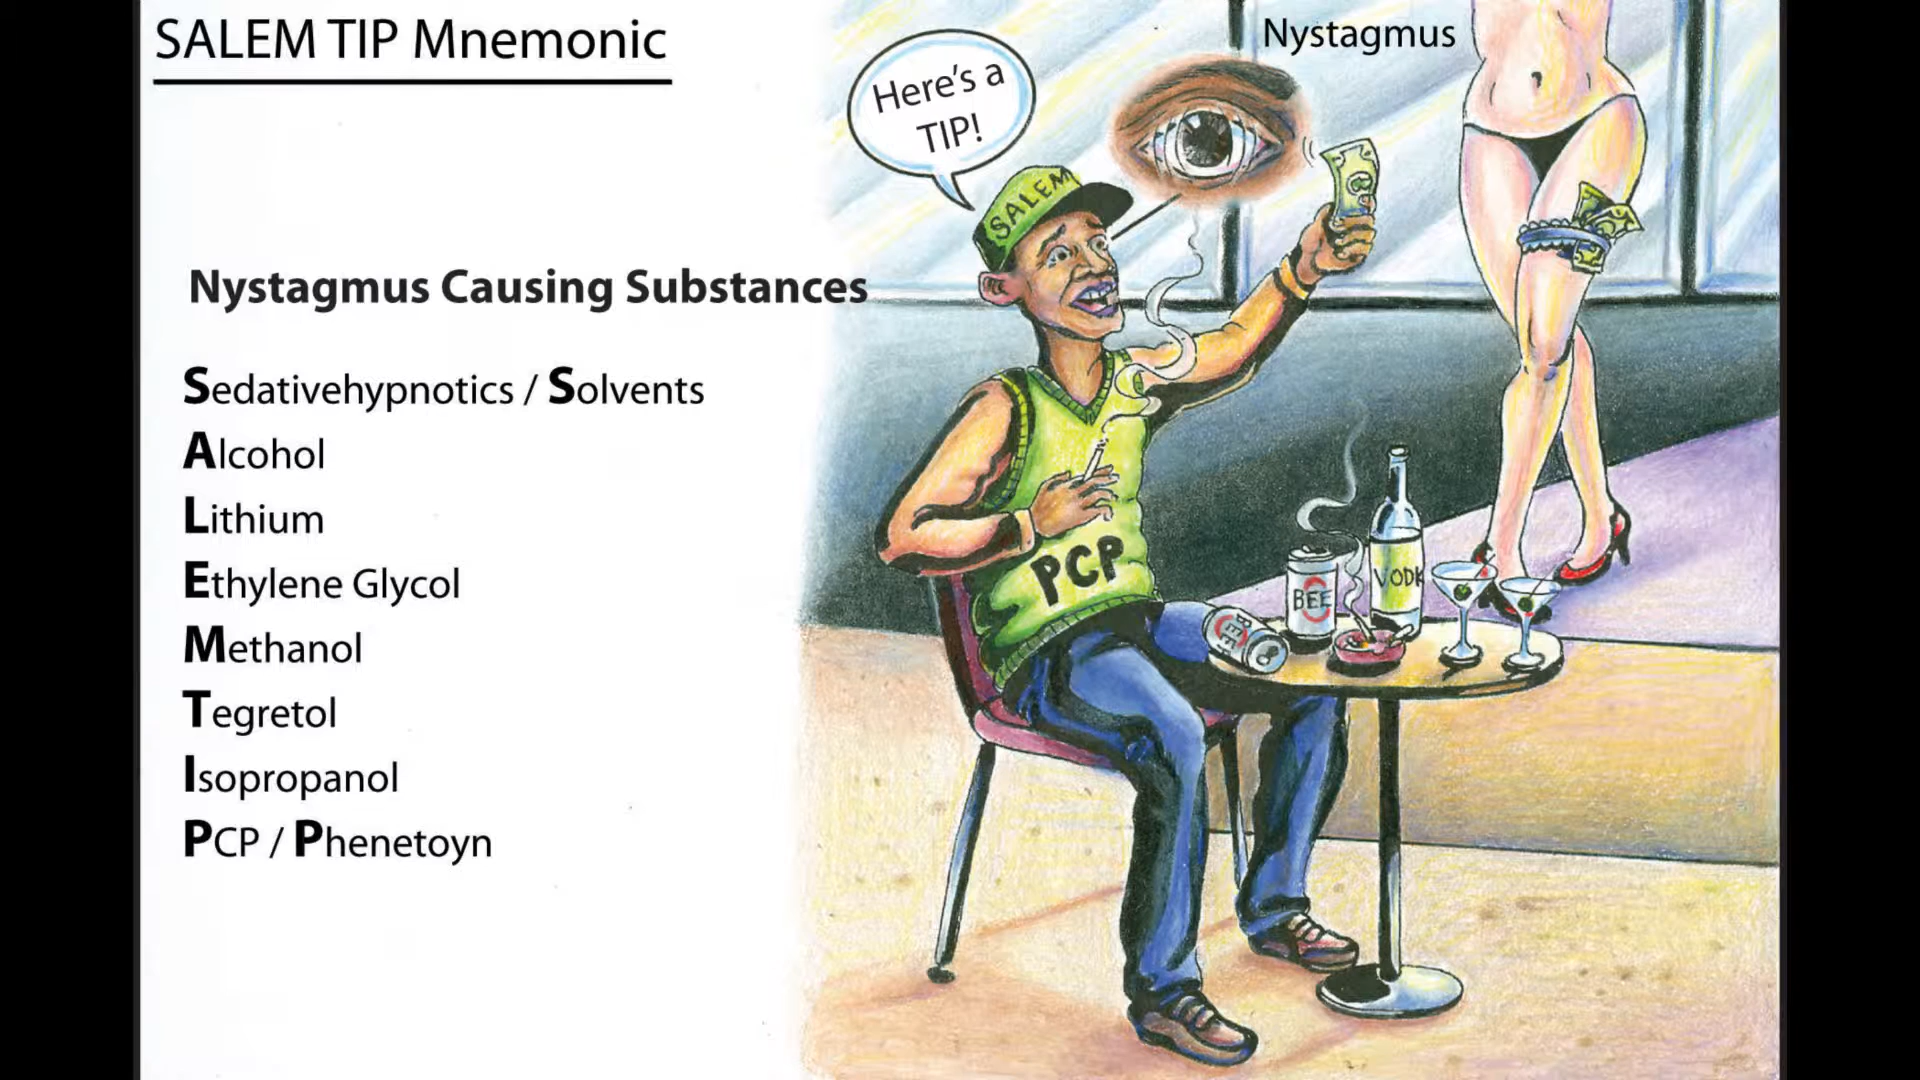 SALEM TIP Mnemonic
Nystagmus
Here's a
TIP!
SALEM
Nystagmus Causing Substances
Sedativehypnotics / Solvents
Alcohol
Lithium
Ethylene Glycol
Methanol
Tegretol
Isopropanol
PCP / Phenetoyn
PCP
BEE
VODK
BEE